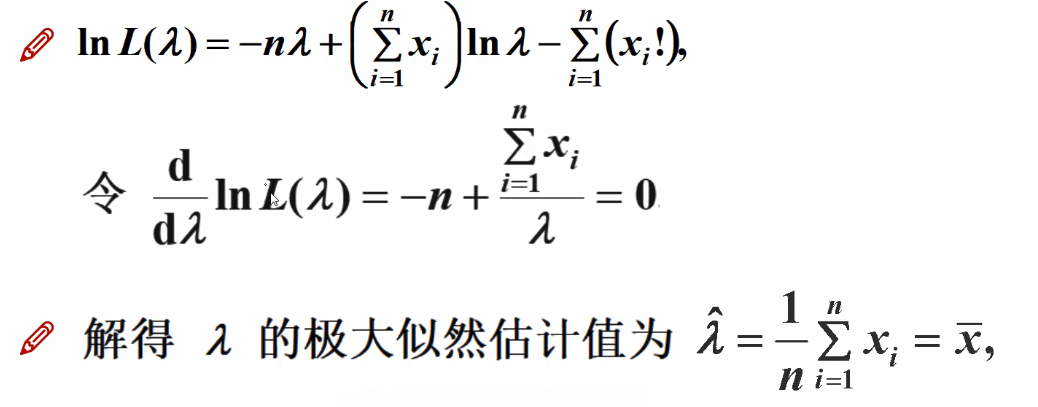 ln L(λ) = −nλ + (∑_{i=1}^{n} x_i) ln λ − ∑_{i=1}^{n} (x_i!),
令 d/dλ ln L(λ) = −n + (∑_{i=1}^{n} x_i)/λ = 0
解得 λ 的极大似然估计值为 λ̂ = 1/n ∑_{i=1}^{n} x_i = x̄,